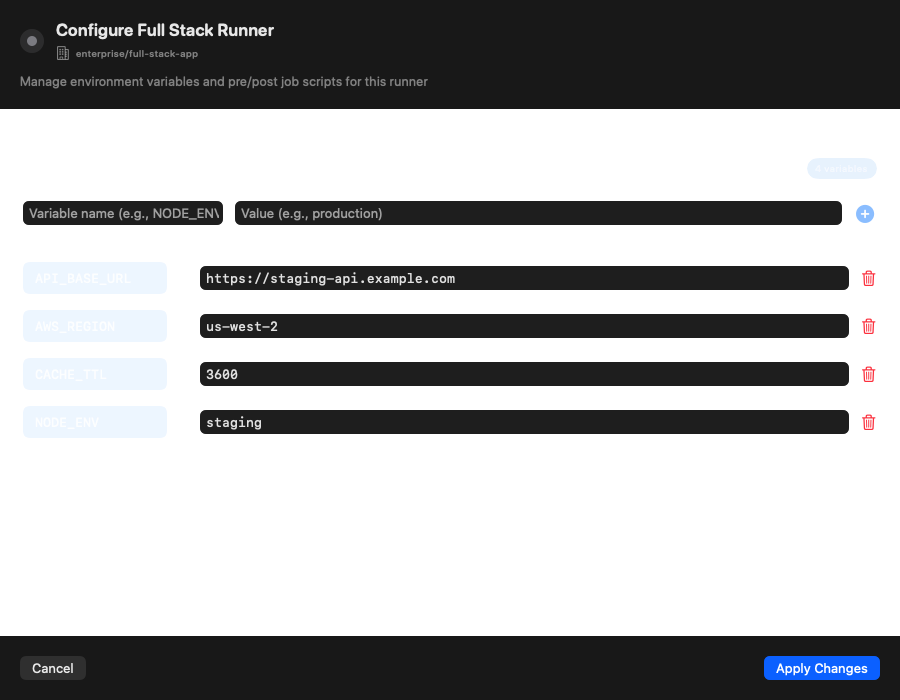 Configure Full Stack Runner
enterprise/full-stack-app
Manage environment variables and pre/post job scripts for this runner
4 variables
Variable name (e.g., NODE_ENV
Value (e.g., production)
API_BASE_URL
https://staging-api.example.com
AWS_REGION
us-west-2
CACHE_TTL
3600
NODE_ENV
staging
Cancel
Apply Changes